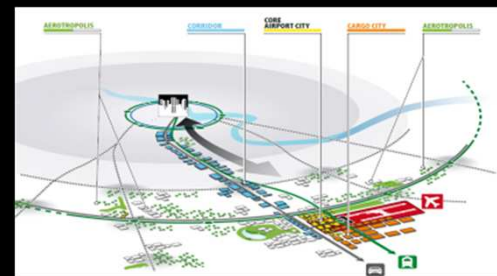 AEROTROPOLIS
CORRIDOR
CORE
AIRPORT CITY
CARGO CITY
AEROTROPOLIS